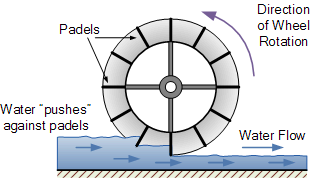 Direction
of Wheel
Rotation
Padels
Water "pushes"
against padels
Water Flow